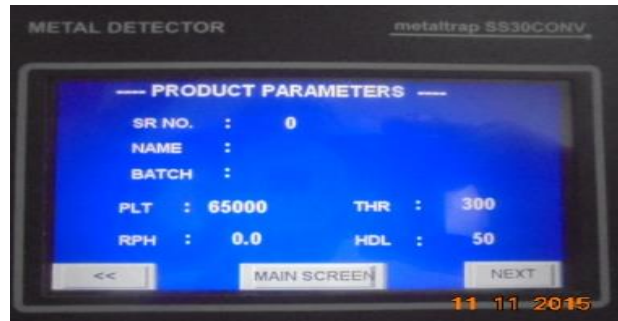 METAL DETECTOR metaltrap SS30CONV
---- PRODUCT PARAMETERS ----
SR NO. : 0
NAME :
BATCH :
PLT : 65000 THR : 300
RPH : 0.0 HDL : 50
<< MAIN SCREEN NEXT
11 11 2015